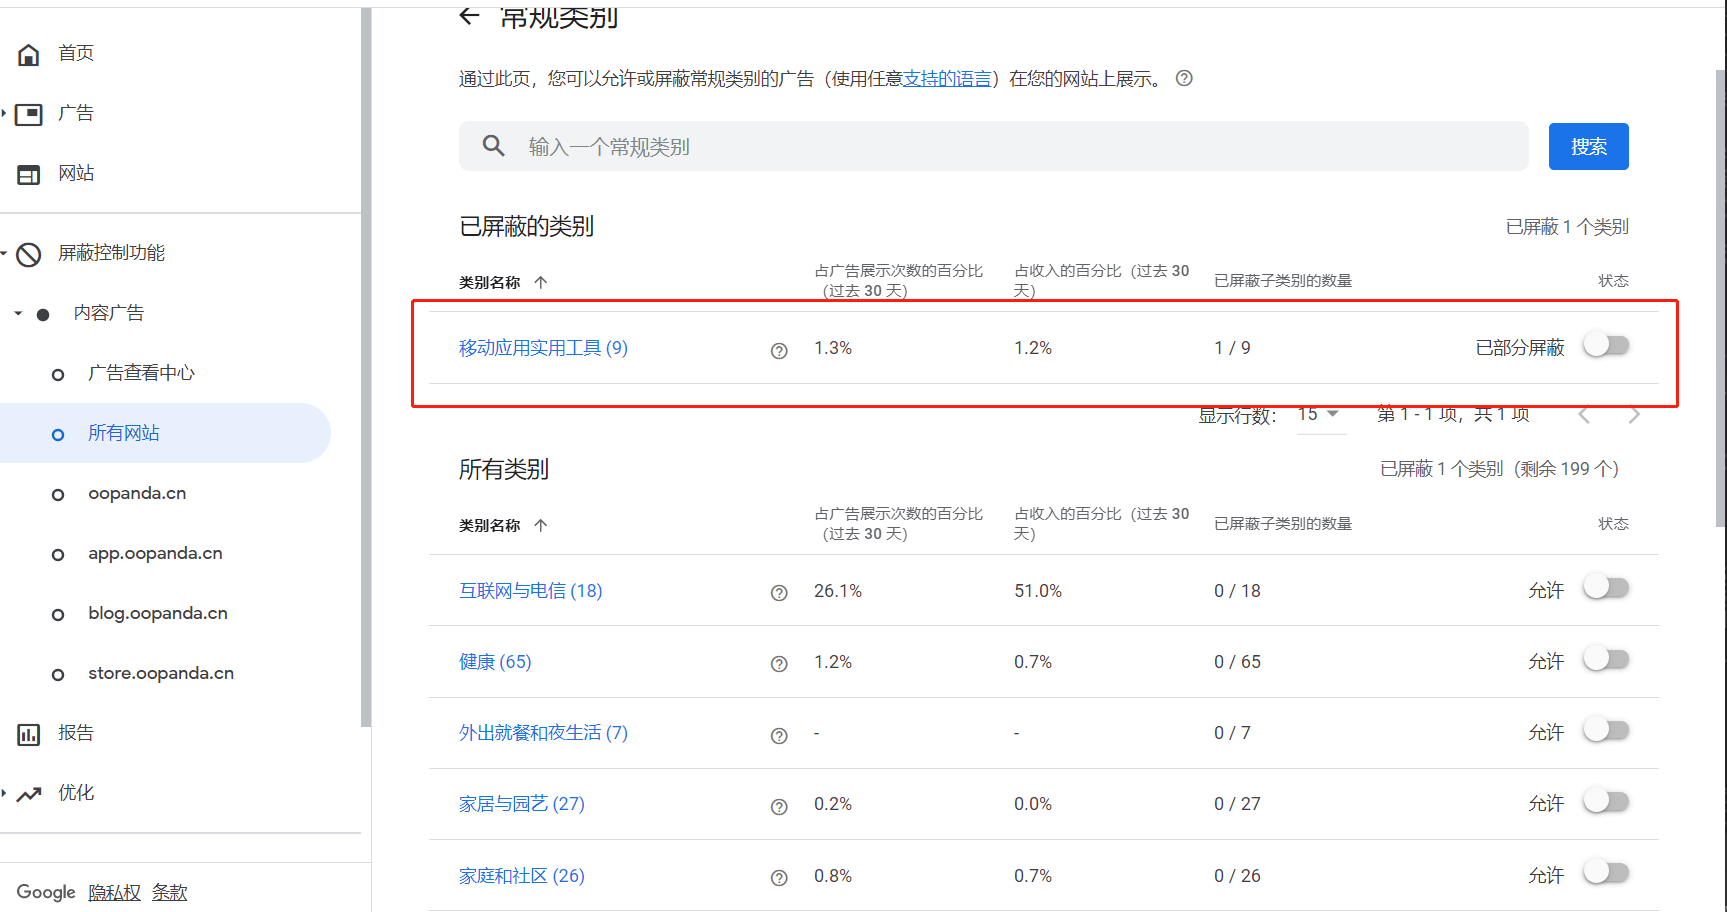 常规类别
首页
广告
网站
屏蔽控制功能
内容广告
广告查看中心
所有网站
oopanda.cn
app.oopanda.cn
blog.oopanda.cn
store.oopanda.cn
报告
优化
Google 隐私权 条款
通过此页，您可以允许或屏蔽常规类别的广告（使用任意支持的语言）在您的网站上展示。
输入一个常规类别
搜索
已屏蔽的类别
已屏蔽 1 个类别
类别名称
占广告展示次数的百分比
（过去 30 天）
占收入的百分比（过去 30
天）
已屏蔽子类别的数量
状态
移动应用实用工具 (9) 1.3% 1.2% 1 / 9 已部分屏蔽
显示行数： 15 第 1 - 1 项，共 1 项
所有类别
已屏蔽 1 个类别（剩余 199 个）
类别名称
占广告展示次数的百分比
（过去 30 天）
占收入的百分比（过去 30
天）
已屏蔽子类别的数量
状态
互联网与电信 (18) 26.1% 51.0% 0 / 18 允许
健康 (65) 1.2% 0.7% 0 / 65 允许
外出就餐和夜生活 (7) - - 0 / 7 允许
家居与园艺 (27) 0.2% 0.0% 0 / 27 允许
家庭和社区 (26) 0.8% 0.7% 0 / 26 允许